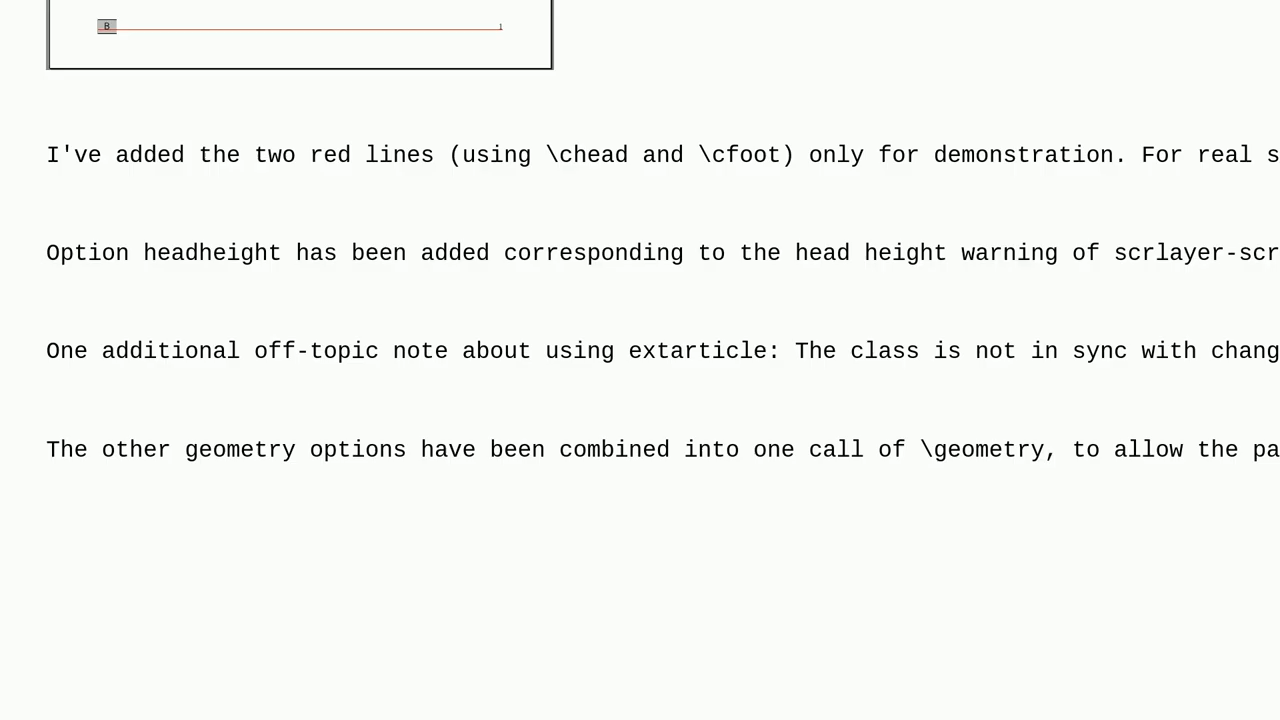 B 1
I've added the two red lines (using \chead and \cfoot) only for demonstration. For real s
Option headheight has been added corresponding to the head height warning of scrlayer-scr
One additional off-topic note about using extarticle: The class is not in sync with chang
The other geometry options have been combined into one call of \geometry, to allow the pa